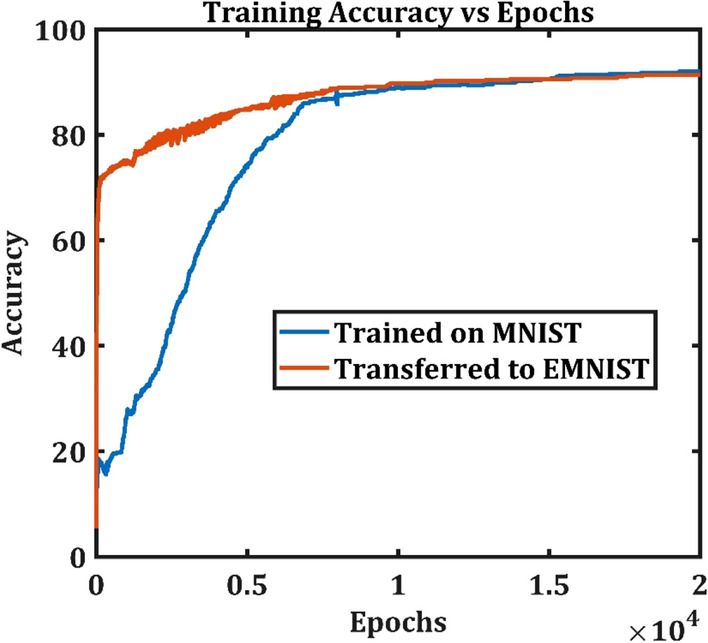 Training Accuracy vs Epochs
100
80
60
40
20
0
Accuracy
Trained on MNIST
Transferred to EMNIST
0 0.5 1 1.5 2
Epochs
×10⁴